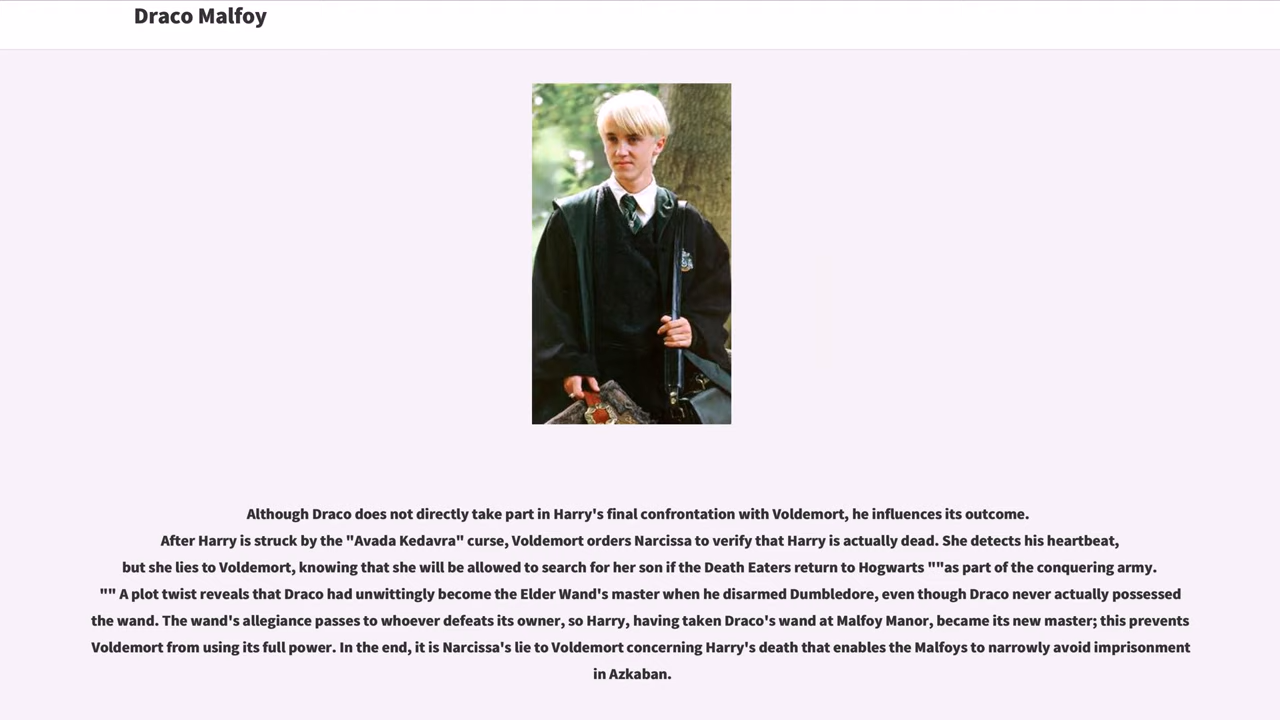 Draco Malfoy
Although Draco does not directly take part in Harry's final confrontation with Voldemort, he influences its outcome.
After Harry is struck by the "Avada Kedavra" curse, Voldemort orders Narcissa to verify that Harry is actually dead. She detects his heartbeat,
but she lies to Voldemort, knowing that she will be allowed to search for her son if the Death Eaters return to Hogwarts ""as part of the conquering army.
"" A plot twist reveals that Draco had unwittingly become the Elder Wand's master when he disarmed Dumbledore, even though Draco never actually possessed
the wand. The wand's allegiance passes to whoever defeats its owner, so Harry, having taken Draco's wand at Malfoy Manor, became its new master; this prevents
Voldemort from using its full power. In the end, it is Narcissa's lie to Voldemort concerning Harry's death that enables the Malfoys to narrowly avoid imprisonment
in Azkaban.